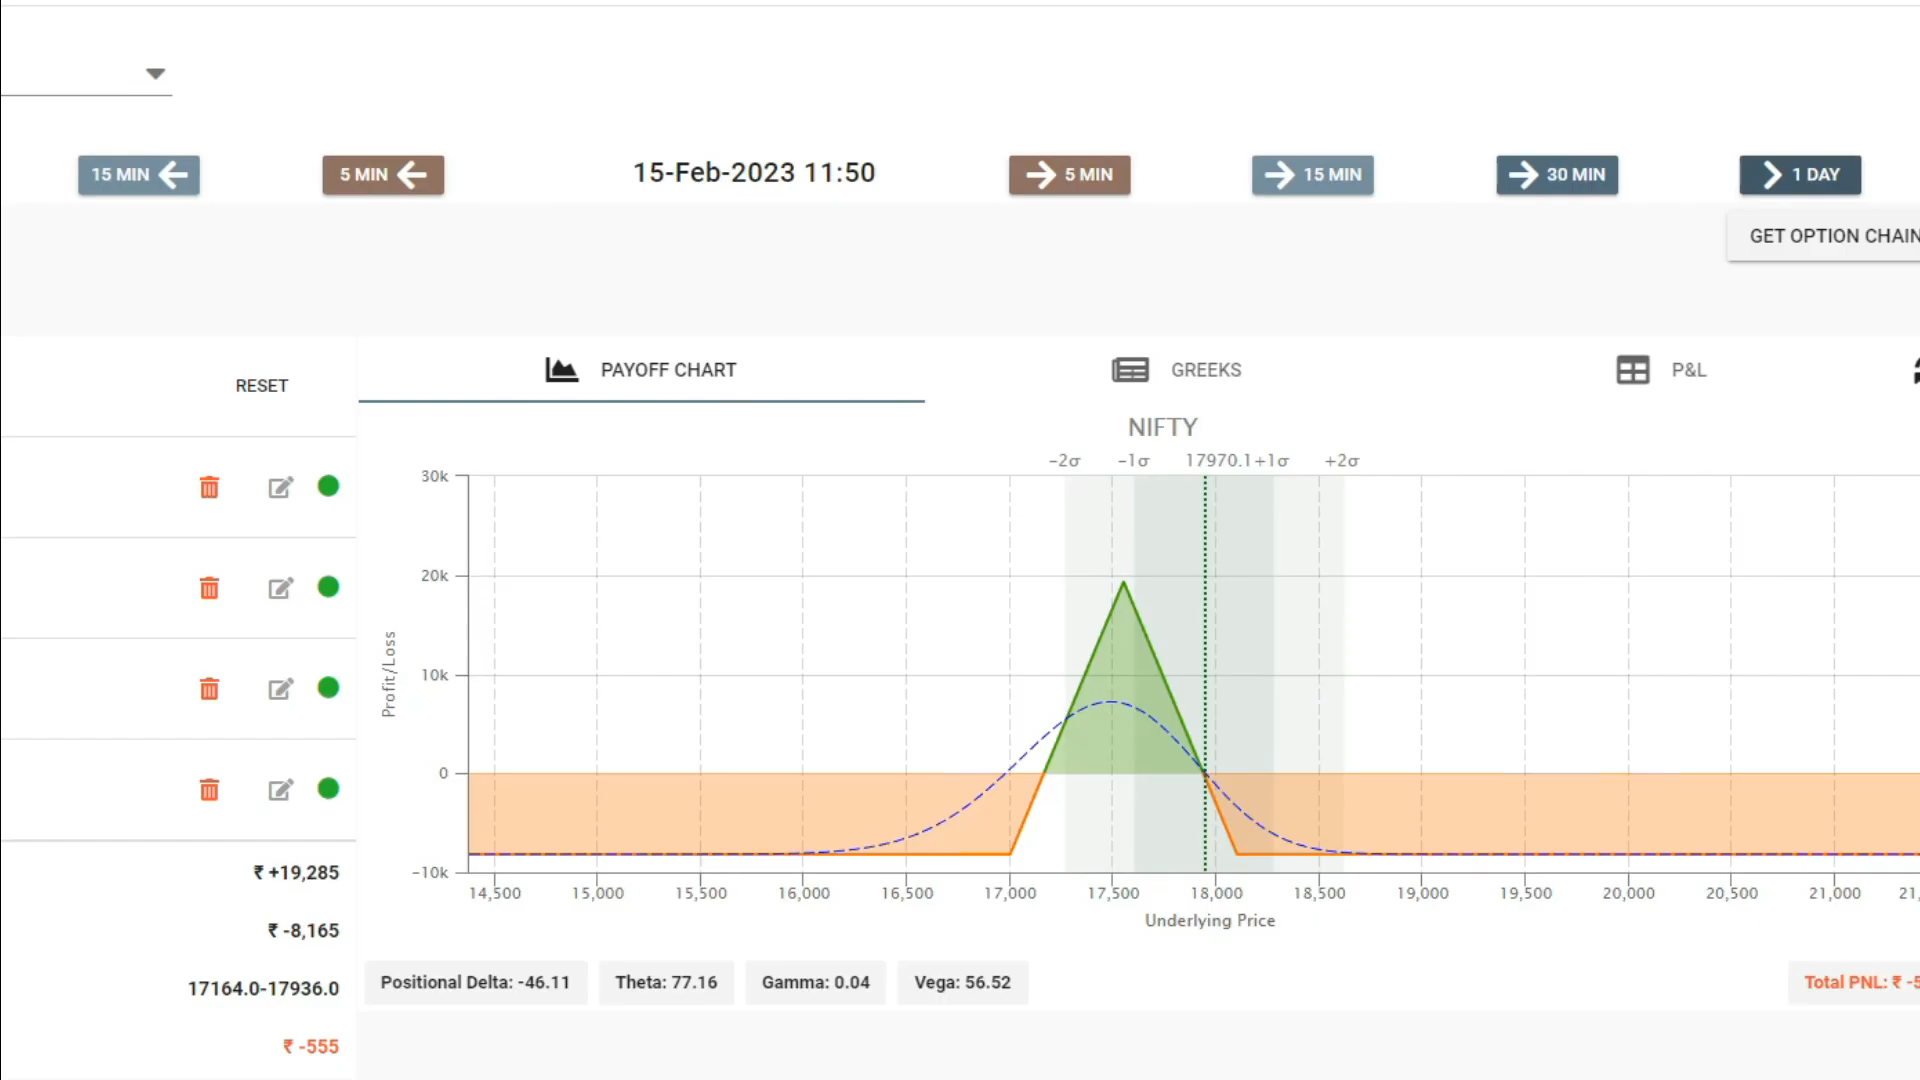 15 MIN
5 MIN
15-Feb-2023 11:50
5 MIN
15 MIN
30 MIN
1 DAY
GET OPTION CHAIN
RESET
PAYOFF CHART
GREEKS
P&L
NIFTY
-2σ -1σ 17970.1 +1σ +2σ
30k
20k
10k
0
-10k
Profit/Loss
14,500 15,000 15,500 16,000 16,500 17,000 17,500 18,000 18,500 19,000 19,500 20,000 20,500 21,000 21,
Underlying Price
₹ +19,285
₹ -8,165
17164.0-17936.0
₹ -555
Positional Delta: -46.11
Theta: 77.16
Gamma: 0.04
Vega: 56.52
Total PNL: ₹ -5